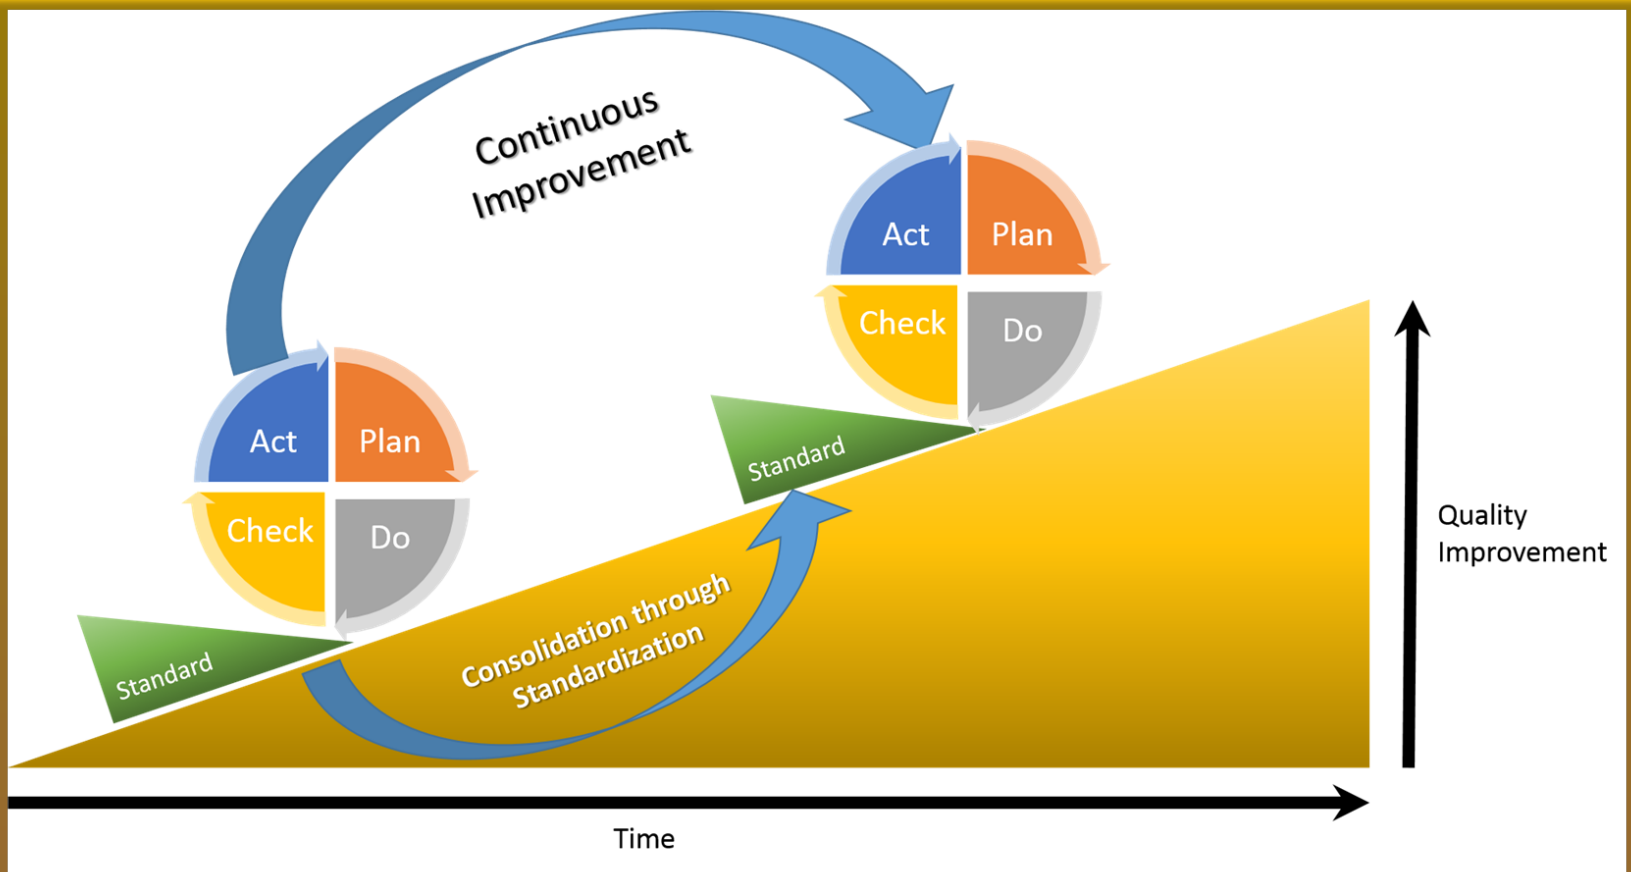 Continuous
Improvement
Act
Plan
Check
Do
Standard
Act
Plan
Check
Do
Standard
Consolidation through
Standardization
Quality
Improvement
Time